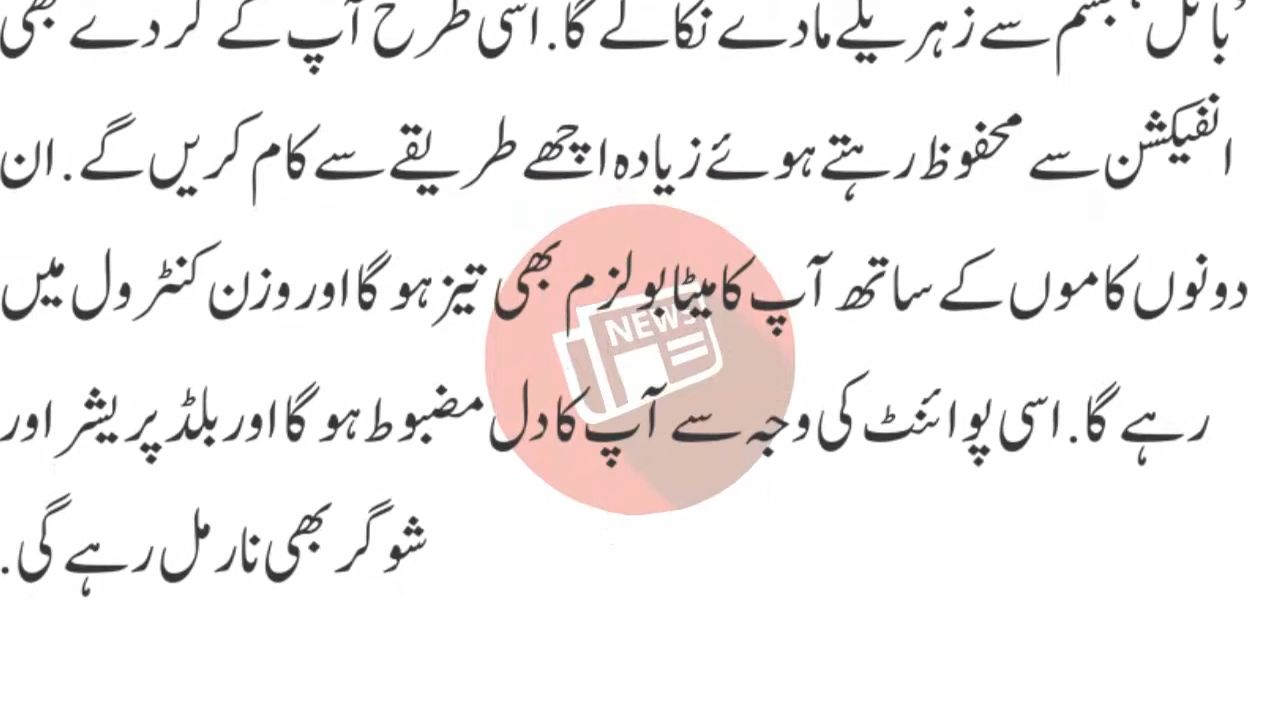 بائل جسم سے زہریلے مادے نکالے گا. اسی طرح آپ کے گردے بھی
انفیکشن سے محفوظ رہتے ہوئے زیادہ اچھے طریقے سے کام کریں گے. ان
دونوں کاموں کے ساتھ آپ کا میٹابولزم بھی تیز ہو گا اور وزن کنٹرول میں
NEWS
رہے گا. اسی پوائنٹ کی وجہ سے آپ کا دل مضبوط ہو گا اور بلڈ پریشر اور
شوگر بھی نارمل رہے گی.